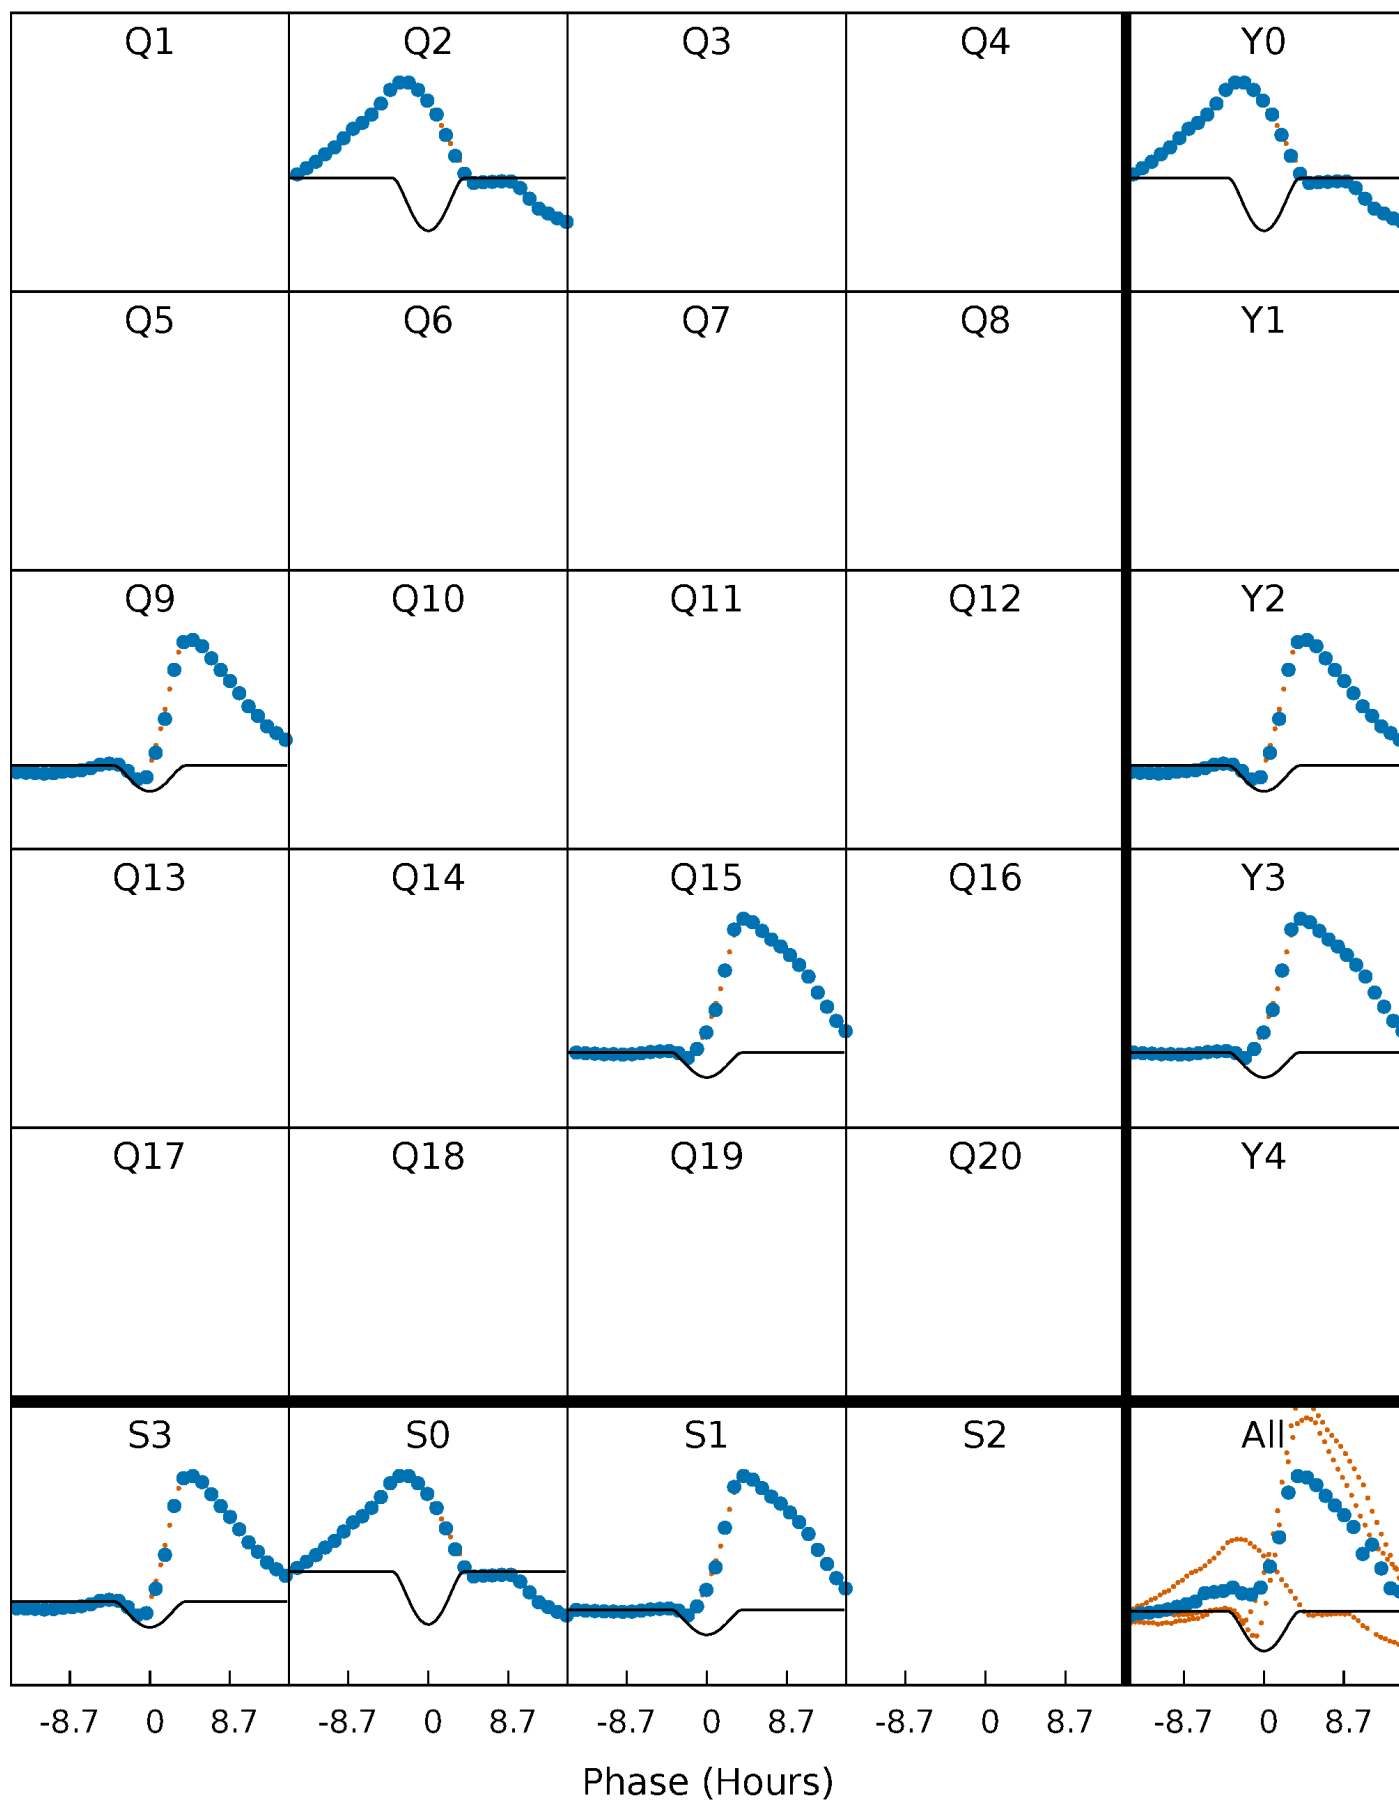 Q1 Q2 Q3 Q4 Y0
Q5 Q6 Q7 Q8 Y1
Q9 Q10 Q11 Q12 Y2
Q13 Q14 Q15 Q16 Y3
Q17 Q18 Q19 Q20 Y4
S3 S0 S1 S2 All
-8.7 0 8.7 -8.7 0 8.7 -8.7 0 8.7 -8.7 0 8.7 -8.7 0 8.7
Phase (Hours)